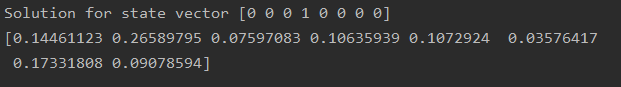 Solution for state vector [0 0 0 1 0 0 0 0]
[0.14461123 0.26589795 0.07597083 0.10635939 0.1072924  0.03576417
 0.17331808 0.09078594]